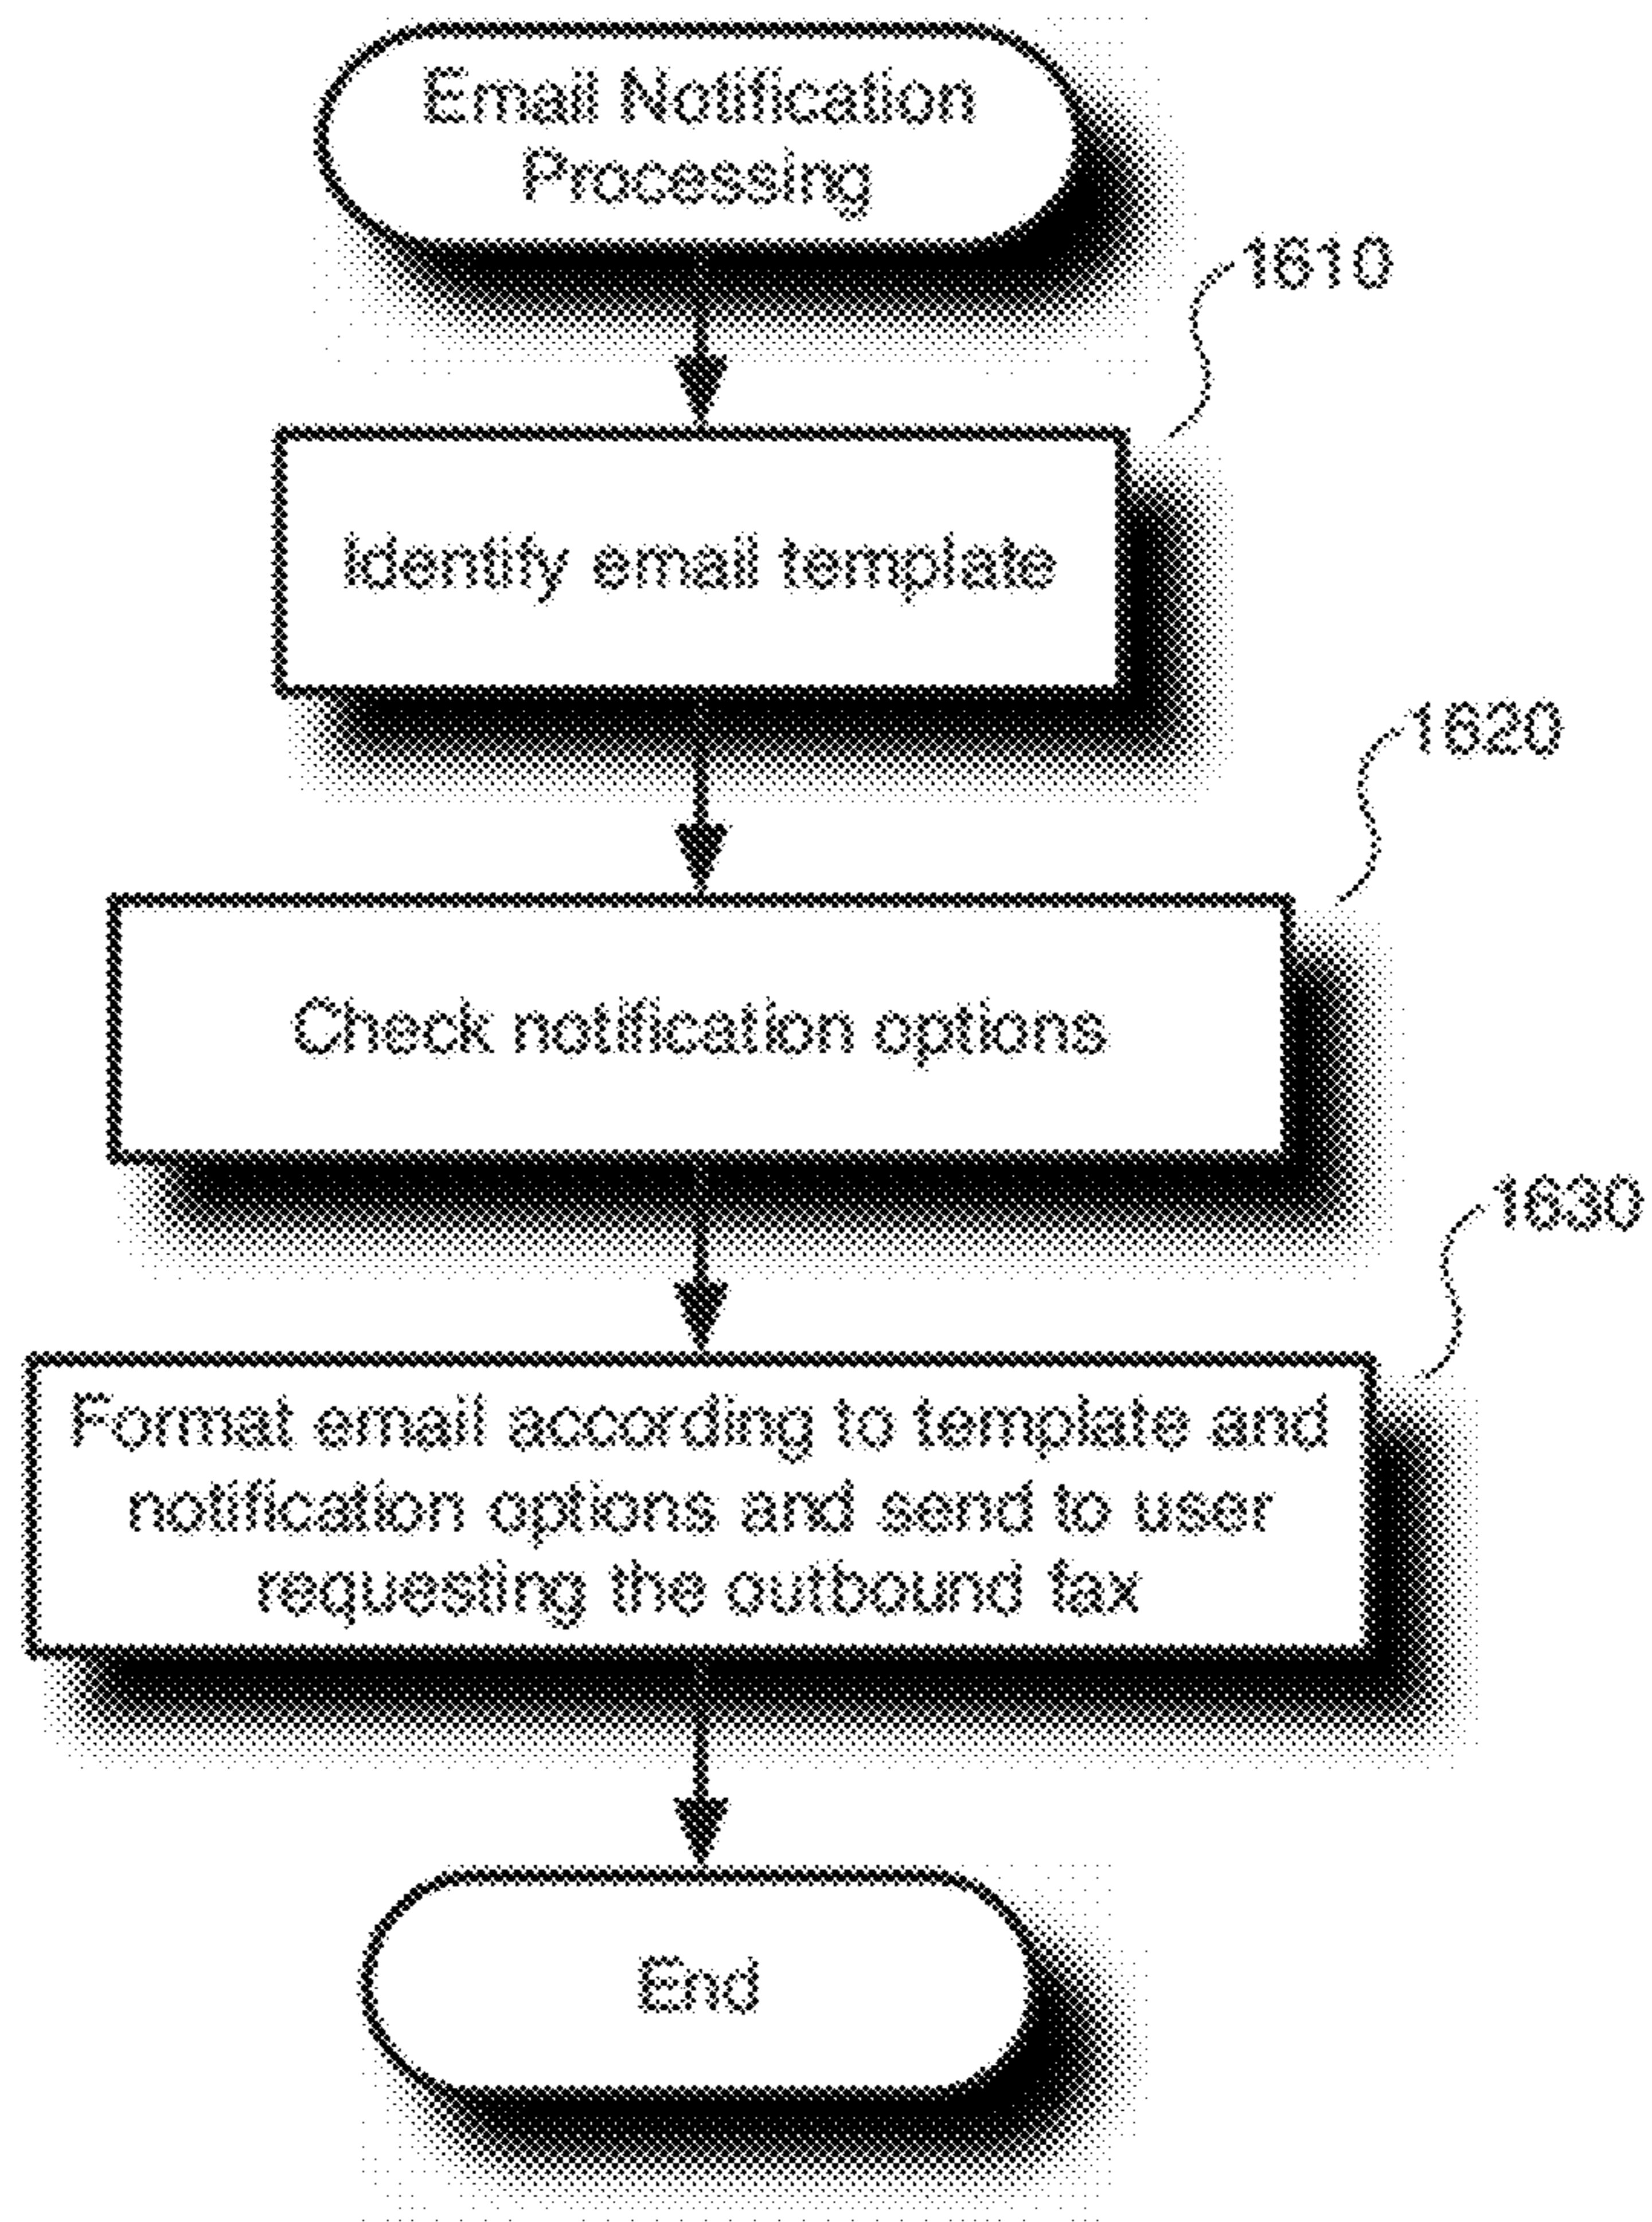 Email Notification
Processing
1610
Identify email template
1620
Check notification options
1630
Format email according to template and
notification options and send to user
requesting the outbound fax
End